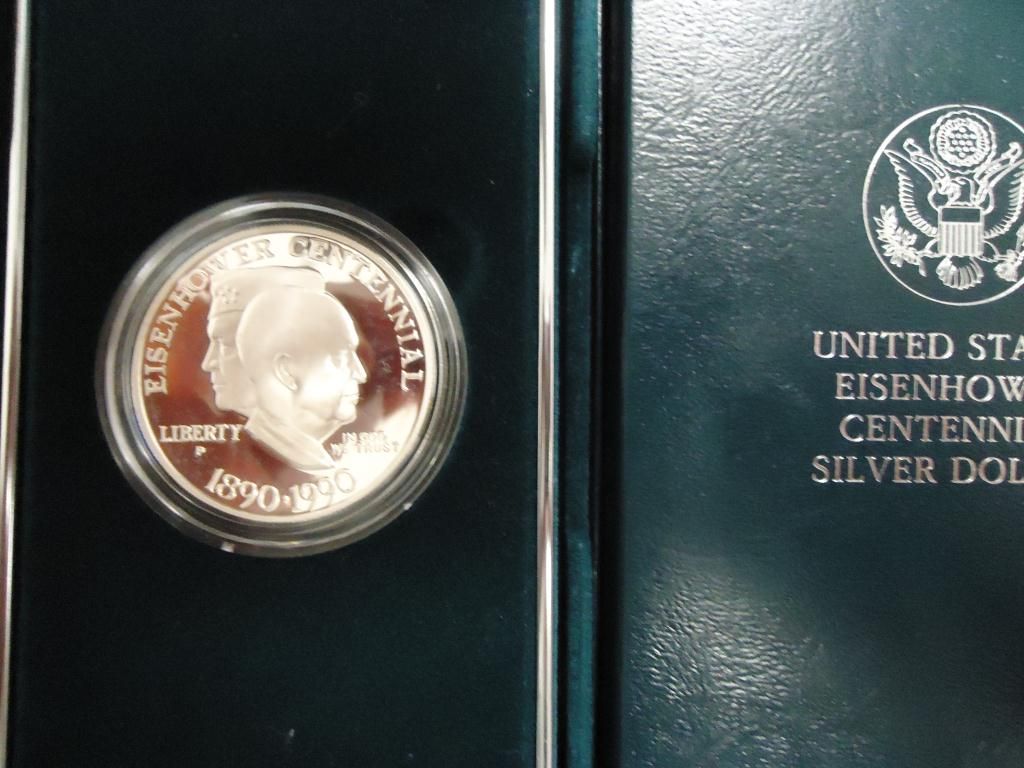 EISENHOWER CENTENNIAL
LIBERTY
P
IN GOD
WE TRUST
1890·1990
UNITED STA
EISENHOW
CENTENNI
SILVER DOL